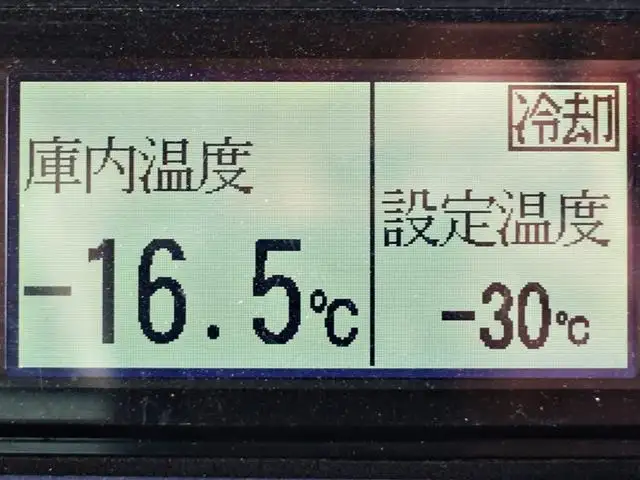 庫内温度
-16.5℃
冷却
設定温度
-30℃